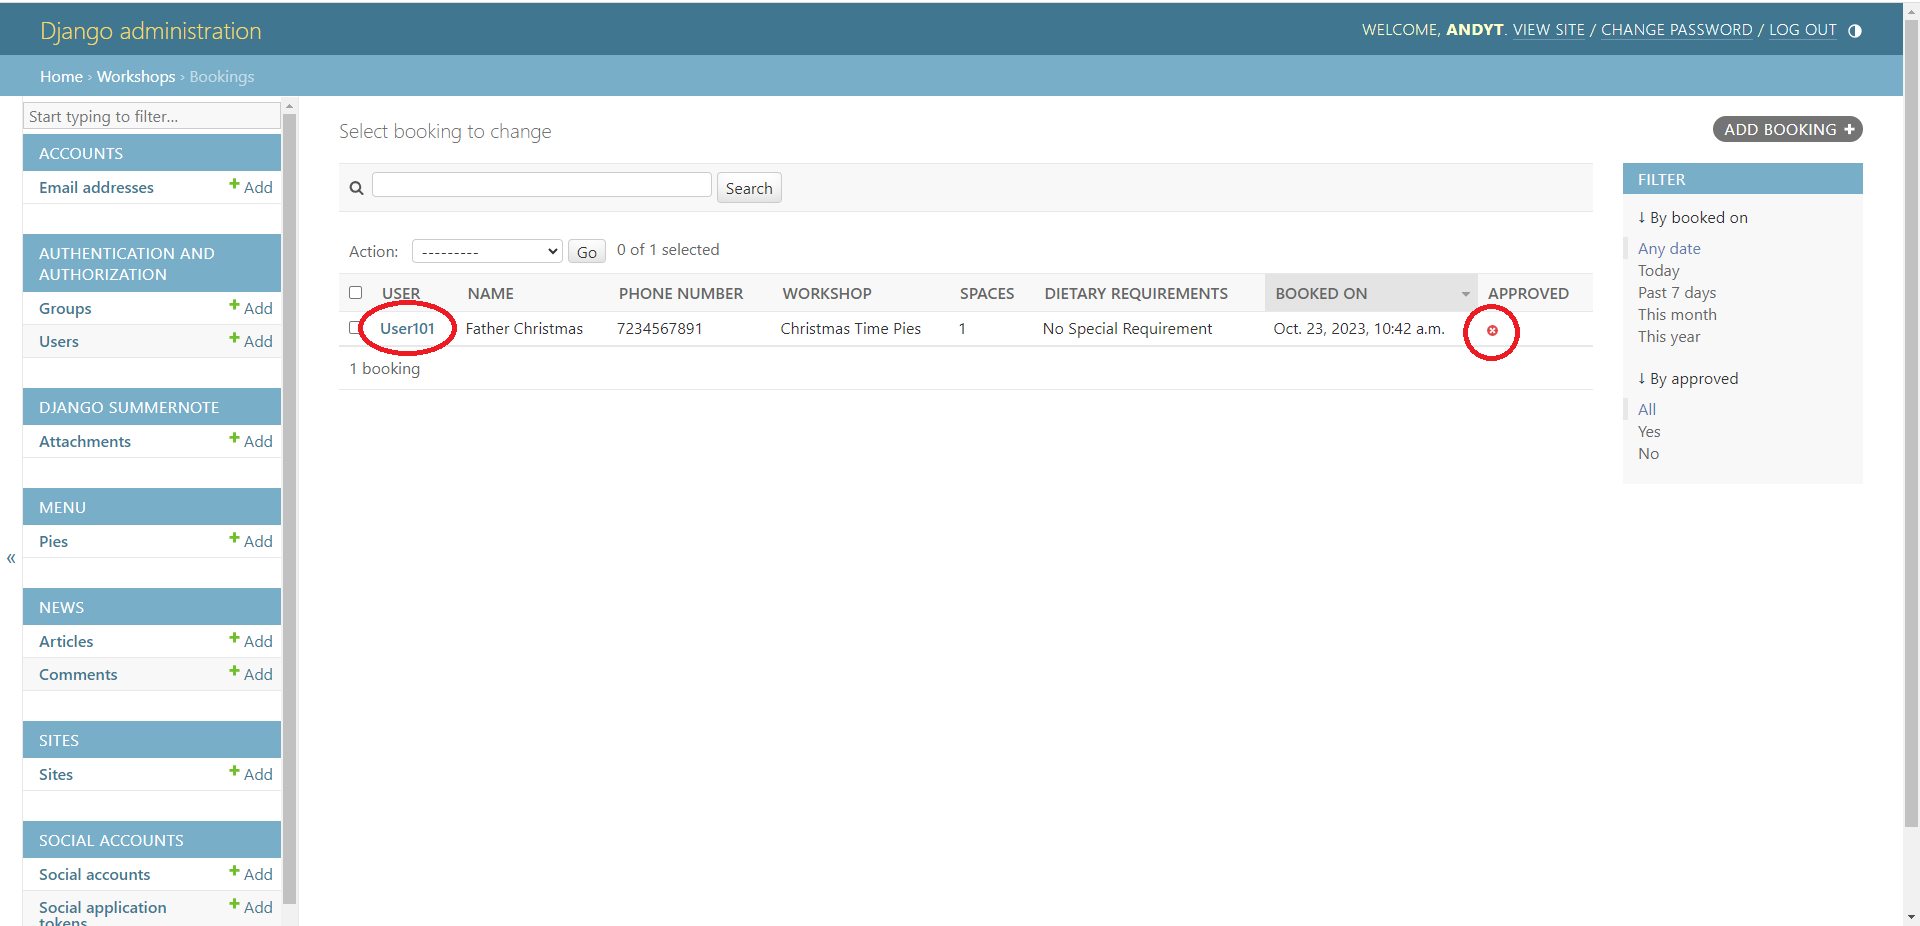 Django administration
WELCOME, ANDYT. VIEW SITE / CHANGE PASSWORD / LOG OUT
Home › Workshops › Bookings
Start typing to filter...
ACCOUNTS
Email addresses + Add
AUTHENTICATION AND
AUTHORIZATION
Groups + Add
Users + Add
DJANGO SUMMERNOTE
Attachments + Add
MENU
Pies + Add
«
NEWS
Articles + Add
Comments + Add
SITES
Sites + Add
SOCIAL ACCOUNTS
Social accounts + Add
Social application + Add
tokens
Select booking to change
ADD BOOKING +
Search
Action: --------- Go 0 of 1 selected
USER NAME PHONE NUMBER WORKSHOP SPACES DIETARY REQUIREMENTS BOOKED ON APPROVED
User101 Father Christmas 7234567891 Christmas Time Pies 1 No Special Requirement Oct. 23, 2023, 10:42 a.m.
1 booking
FILTER
↓ By booked on
Any date
Today
Past 7 days
This month
This year
↓ By approved
All
Yes
No